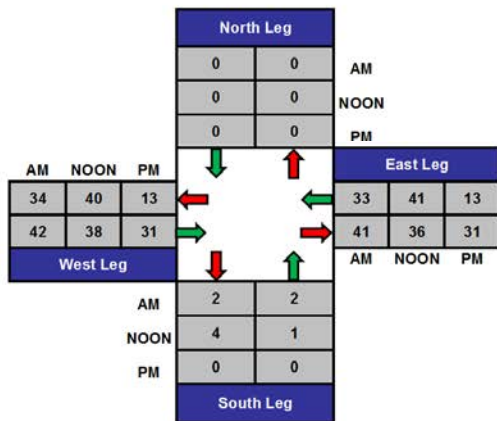 North Leg
0 0 AM
0 0 NOON
0 0 PM
AM NOON PM East Leg
34 40 13 33 41 13
42 38 31 41 36 31
West Leg AM NOON PM
AM 2 2
NOON 4 1
PM 0 0
South Leg